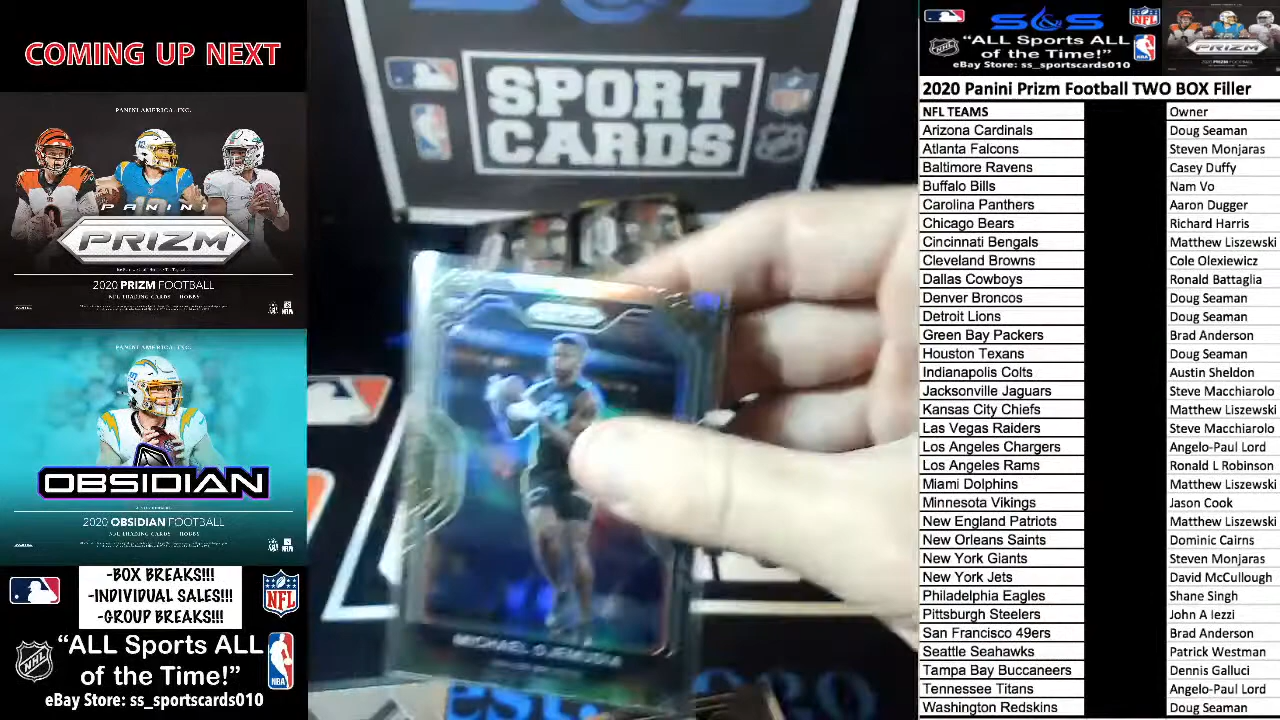 COMING UP NEXT
PANINI AMERICA, INC.
PANINI
PRIZM
2020 PRIZM FOOTBALL
NFL TRADING CARDS - HOBBY
PANINI AMERICA, INC.
OBSIDIAN
2020 OBSIDIAN FOOTBALL
NFL TRADING CARDS - HOBBY
-BOX BREAKS!!!
-INDIVIDUAL SALES!!!
-GROUP BREAKS!!!
"ALL Sports ALL
of the Time!"
eBay Store: ss_sportscards010
SPORT
CARDS
S&S
"ALL Sports ALL
of the Time!"
eBay Store: ss_sportscards010
PRIZM
2020 Panini Prizm Football TWO BOX Filler
NFL TEAMS Owner
Arizona Cardinals Doug Seaman
Atlanta Falcons Steven Monjaras
Baltimore Ravens Casey Duffy
Buffalo Bills Nam Vo
Carolina Panthers Aaron Dugger
Chicago Bears Richard Harris
Cincinnati Bengals Matthew Liszewski
Cleveland Browns Cole Olexiewicz
Dallas Cowboys Ronald Battaglia
Denver Broncos Doug Seaman
Detroit Lions Doug Seaman
Green Bay Packers Brad Anderson
Houston Texans Doug Seaman
Indianapolis Colts Austin Sheldon
Jacksonville Jaguars Steve Macchiarolo
Kansas City Chiefs Matthew Liszewski
Las Vegas Raiders Steve Macchiarolo
Los Angeles Chargers Angelo-Paul Lord
Los Angeles Rams Ronald L Robinson
Miami Dolphins Matthew Liszewski
Minnesota Vikings Jason Cook
New England Patriots Matthew Liszewski
New Orleans Saints Dominic Cairns
New York Giants Steven Monjaras
New York Jets David McCullough
Philadelphia Eagles Shane Singh
Pittsburgh Steelers John A Iezzi
San Francisco 49ers Brad Anderson
Seattle Seahawks Patrick Westman
Tampa Bay Buccaneers Dennis Galluci
Tennessee Titans Angelo-Paul Lord
Washington Redskins Doug Seaman
MICHAEL OJEMUDIA